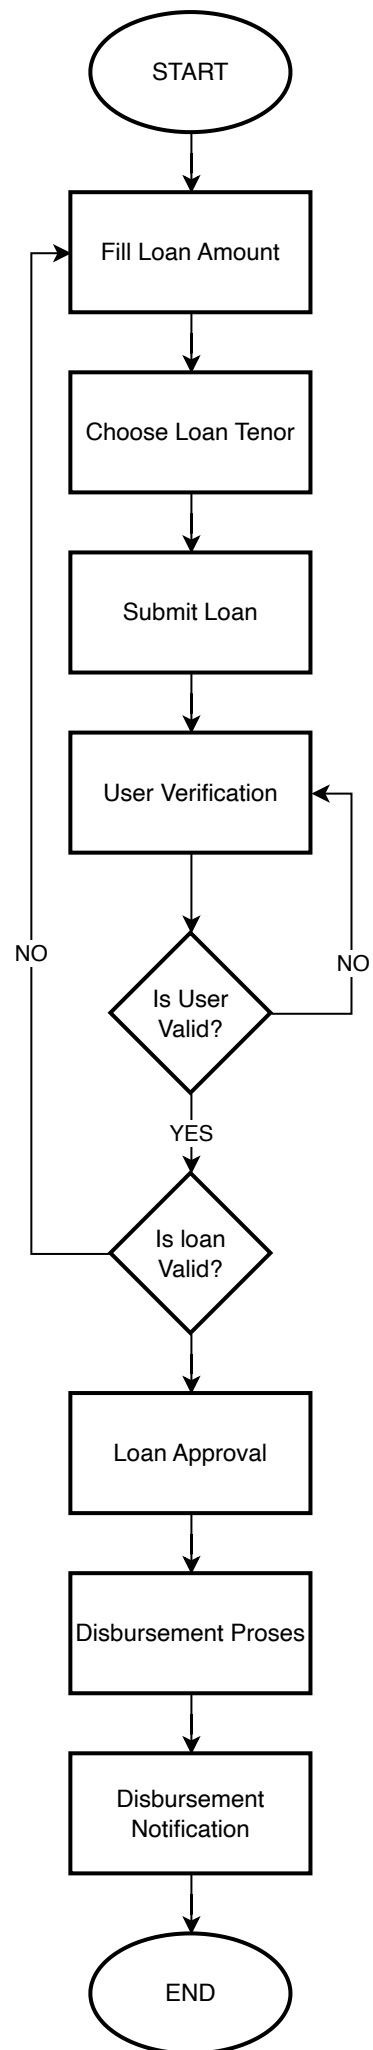 START
Fill Loan Amount
Choose Loan Tenor
Submit Loan
User Verification
NO
NO
Is User
Valid?
YES
Is loan
Valid?
Loan Approval
Disbursement Proses
Disbursement
Notification
END